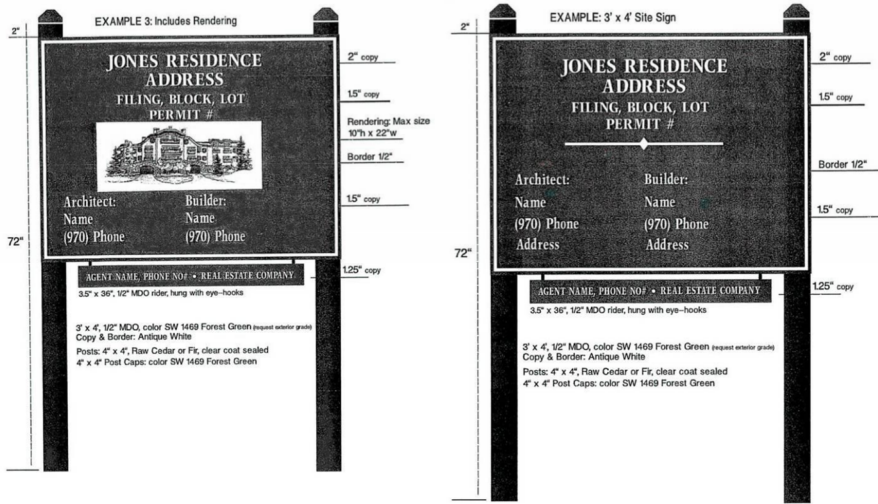 EXAMPLE 3: Includes Rendering
2"
JONES RESIDENCE
ADDRESS
FILING, BLOCK, LOT
PERMIT #
Architect:
Name
(970) Phone
Builder:
Name
(970) Phone
AGENT NAME, PHONE NO# • REAL ESTATE COMPANY
2" copy
1.5" copy
Rendering: Max size
10"h x 22"w
Border 1/2"
1.5" copy
1.25" copy
72"
3.5" x 36", 1/2" MDO rider, hung with eye-hooks
3' x 4', 1/2" MDO, color SW 1469 Forest Green (request exterior grade)
Copy & Border: Antique White
Posts: 4" x 4", Raw Cedar or Fir, clear coat sealed
4" x 4" Post Caps: color SW 1469 Forest Green
EXAMPLE: 3' x 4' Site Sign
2"
JONES RESIDENCE
ADDRESS
FILING, BLOCK, LOT
PERMIT #
Architect:
Name
(970) Phone
Address
Builder:
Name
(970) Phone
Address
AGENT NAME, PHONE NO# • REAL ESTATE COMPANY
2" copy
1.5" copy
Border 1/2"
1.5" copy
1.25" copy
72"
3.5" x 36", 1/2" MDO rider, hung with eye-hooks
3' x 4', 1/2" MDO, color SW 1469 Forest Green (request exterior grade)
Copy & Border: Antique White
Posts: 4" x 4", Raw Cedar or Fir, clear coat sealed
4" x 4" Post Caps: color SW 1469 Forest Green